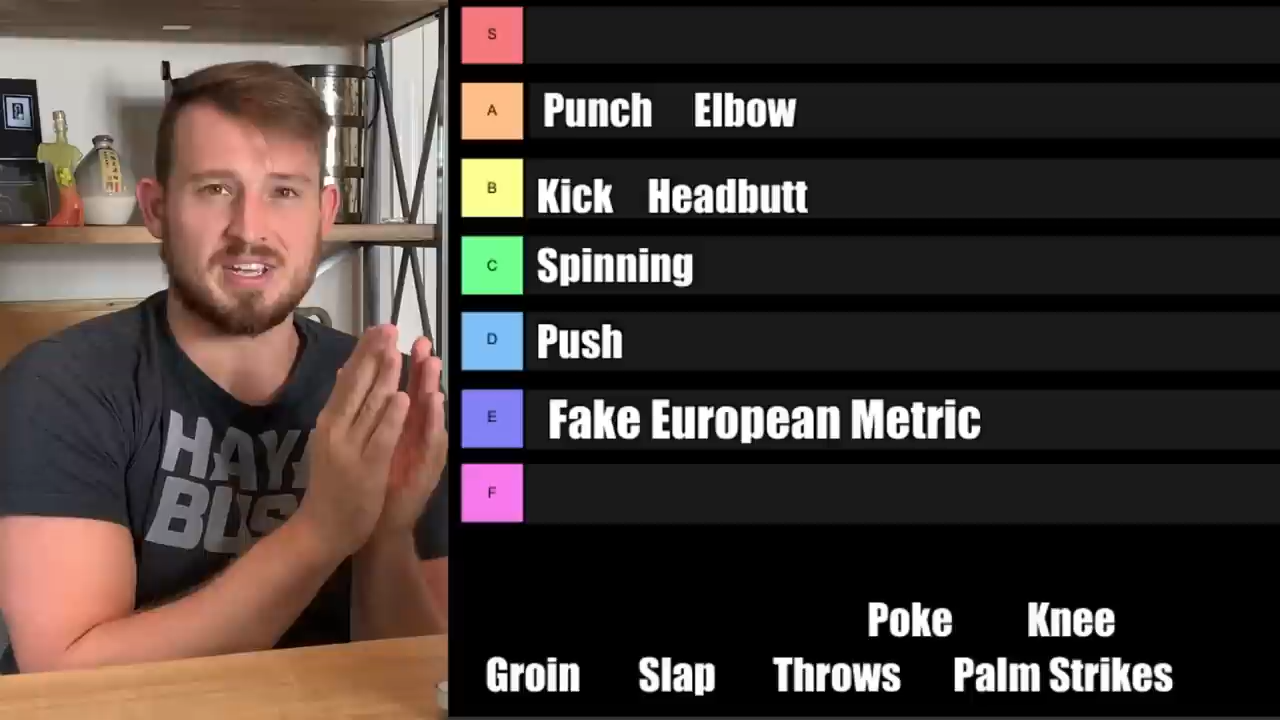 S
A Punch Elbow
B Kick Headbutt
C Spinning
D Push
E Fake European Metric
F
Poke Knee
Groin Slap Throws Palm Strikes
HAYA
BUS